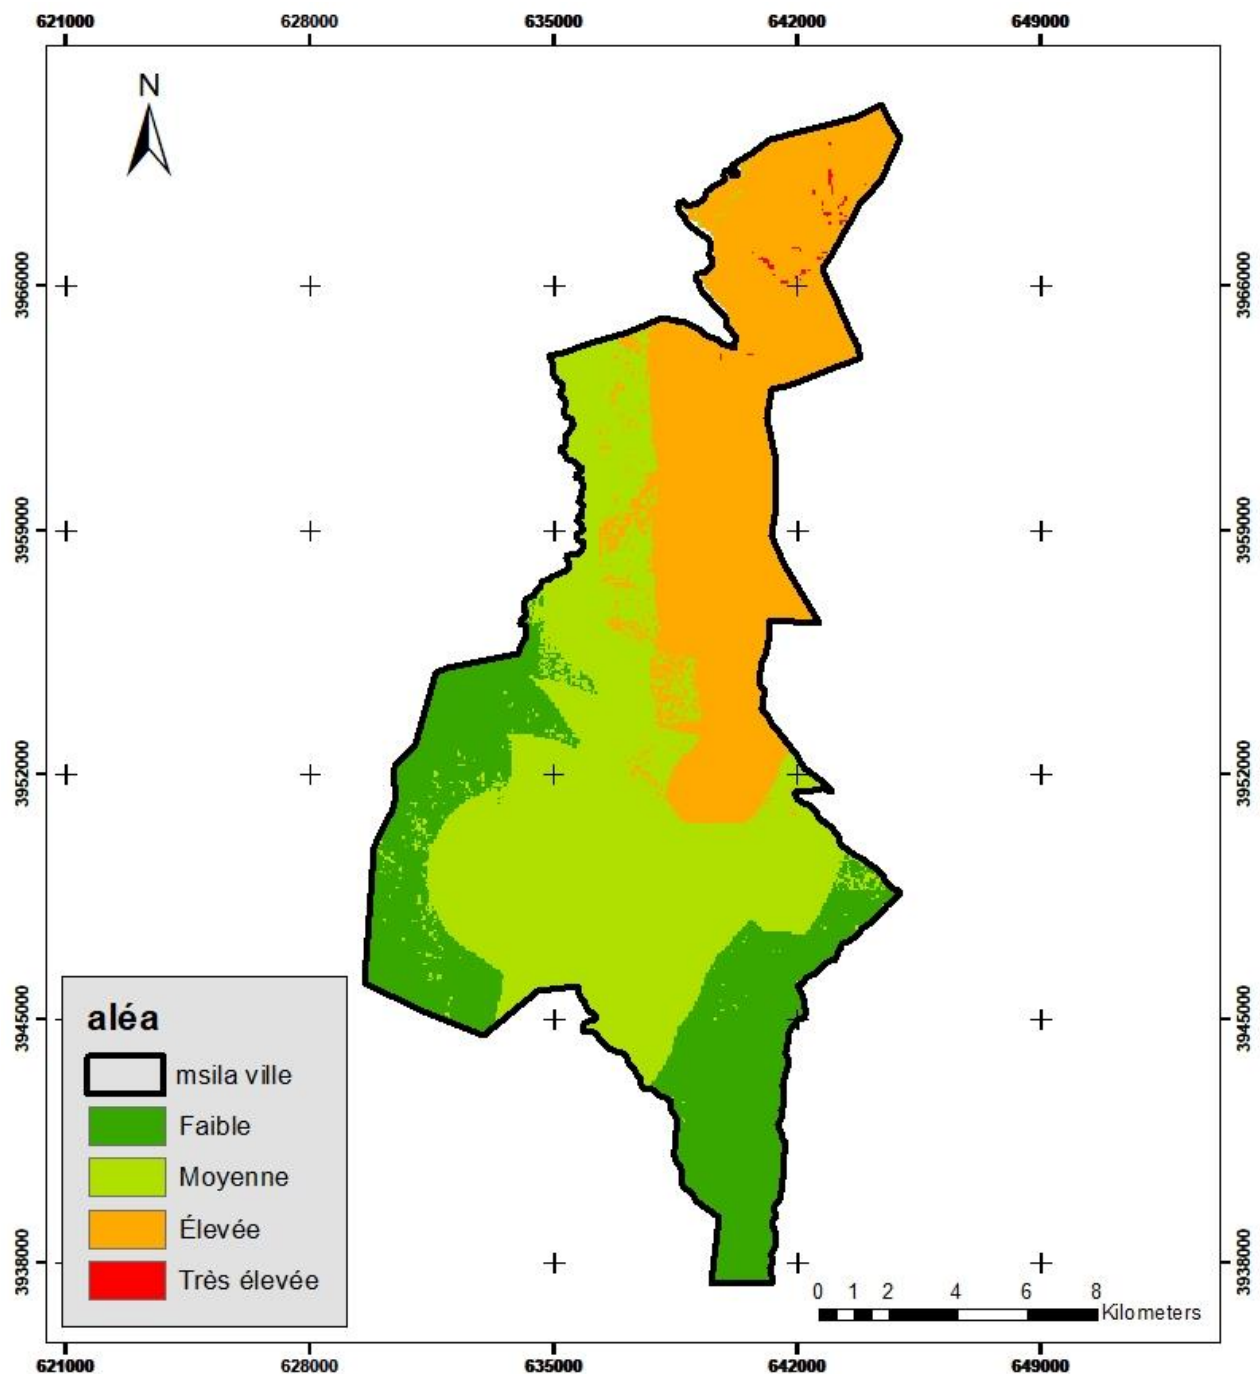 621000 628000 635000 642000 649000
N
3966000 3966000
3959000 3959000
3952000 3952000
3945000 3945000
3938000 3938000
aléa
msila ville
Faible
Moyenne
Élevée
Très élevée
0 1 2 4 6 8
Kilometers
621000 628000 635000 642000 649000